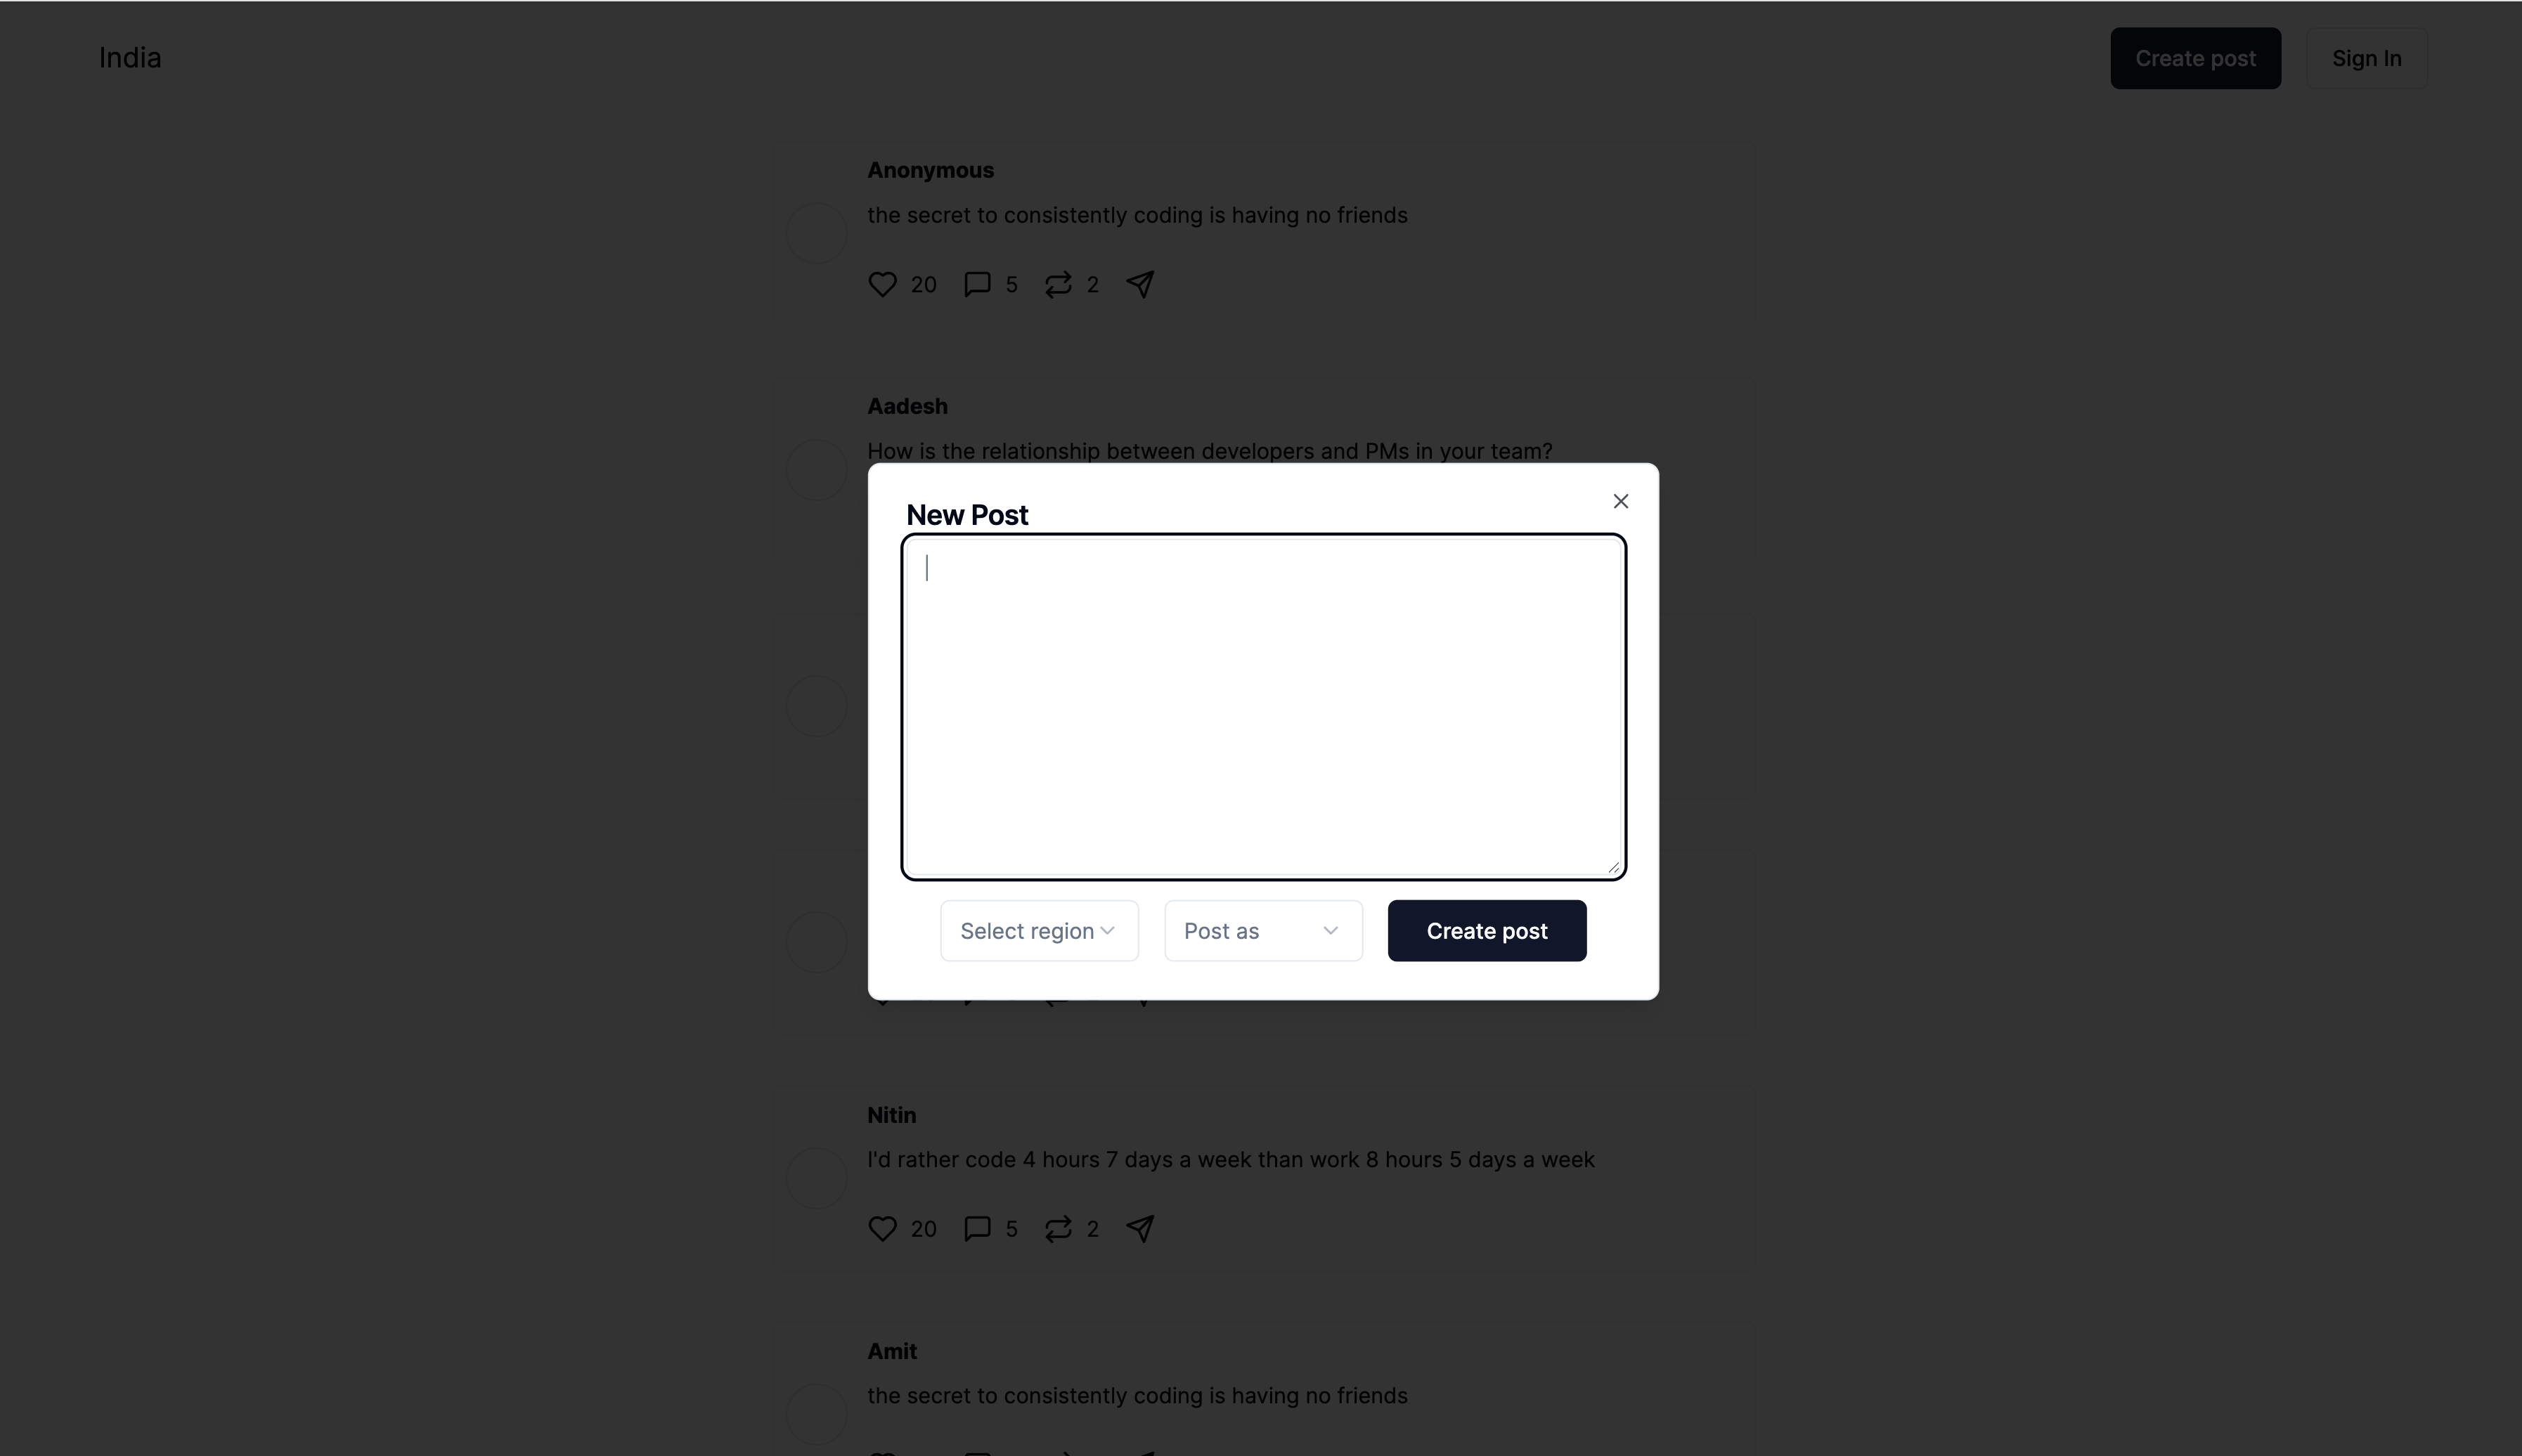 India
Create post
Sign In
Anonymous
the secret to consistently coding is having no friends
20 5 2
Aadesh
How is the relationship between developers and PMs in your team?
New Post
Select region
Post as
Create post
Nitin
I'd rather code 4 hours 7 days a week than work 8 hours 5 days a week
20 5 2
Amit
the secret to consistently coding is having no friends